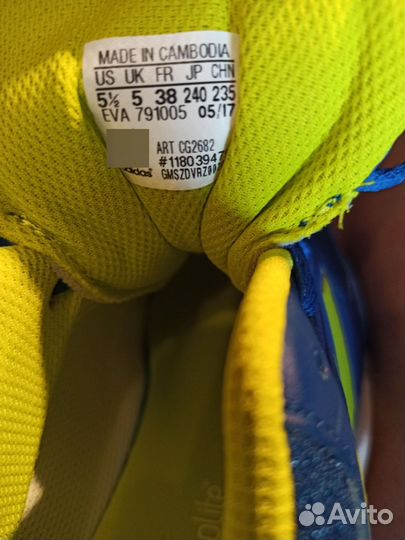 MADE IN CAMBODIA
US UK FR JP CHN
5½ 5 38 240 235
EVA 791005 05/17
ART CG2682
adidas®
Avito